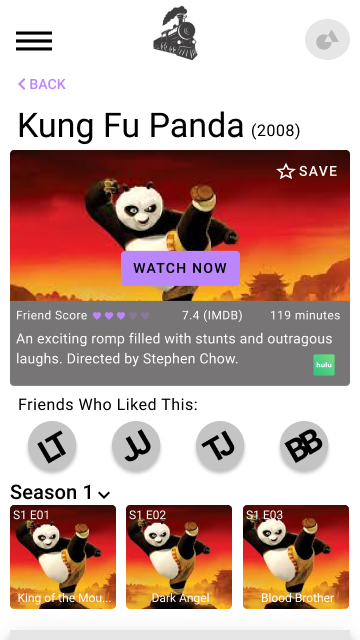 BACK
Kung Fu Panda (2008)
SAVE
WATCH NOW
Friend Score 7.4 (IMDB) 119 minutes
An exciting romp filled with stunts and outragous
laughs. Directed by Stephen Chow.
hulu
Friends Who Liked This:
LT JJ TJ BB
Season 1
S1 E01 S1 E02 S1 E03
King of the Mou... Dark Angel Blood Brother